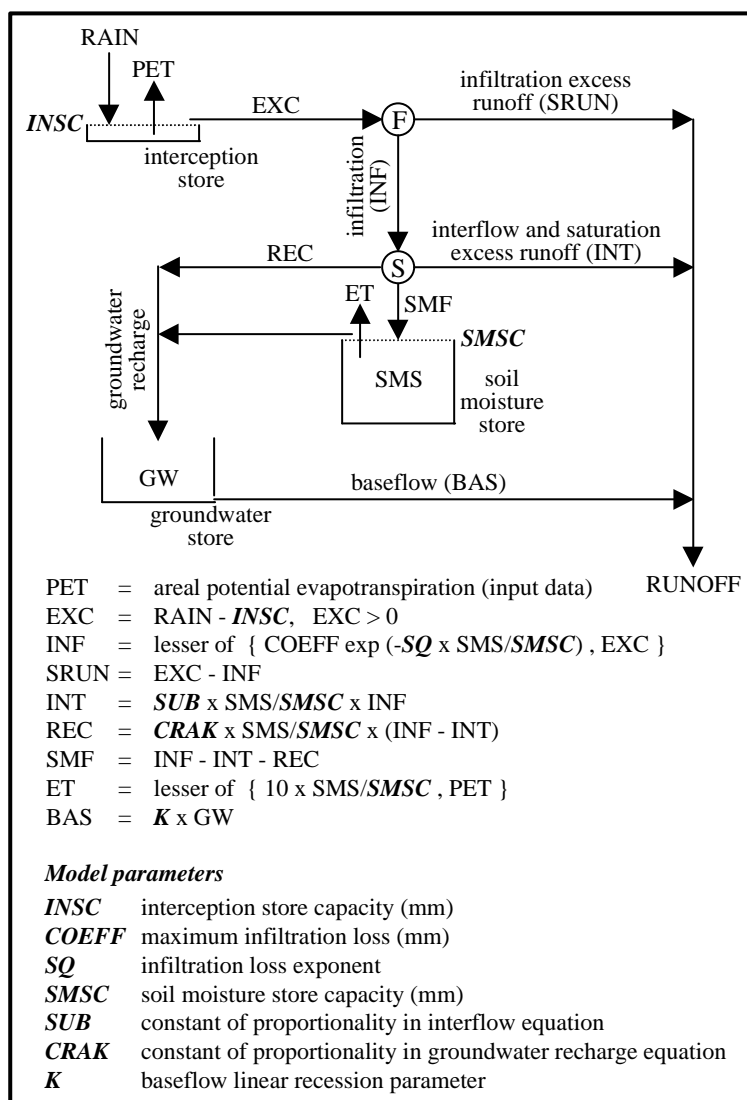 RAIN
PET
EXC
infiltration excess
runoff (SRUN)
INSC
F
interception
store
infiltration
(INF)
REC
S
interflow and saturation
excess runoff (INT)
ET
SMF
SMSC
groundwater
recharge
SMS
soil
moisture
store
GW
baseflow (BAS)
groundwater
store
RUNOFF
PET = areal potential evapotranspiration (input data)
EXC = RAIN - INSC, EXC > 0
INF = lesser of { COEFF exp (-SQ x SMS/SMSC) , EXC }
SRUN = EXC - INF
INT = SUB x SMS/SMSC x INF
REC = CRAK x SMS/SMSC x (INF - INT)
SMF = INF - INT - REC
ET = lesser of { 10 x SMS/SMSC , PET }
BAS = K x GW
Model parameters
INSC interception store capacity (mm)
COEFF maximum infiltration loss (mm)
SQ infiltration loss exponent
SMSC soil moisture store capacity (mm)
SUB constant of proportionality in interflow equation
CRAK constant of proportionality in groundwater recharge equation
K baseflow linear recession parameter